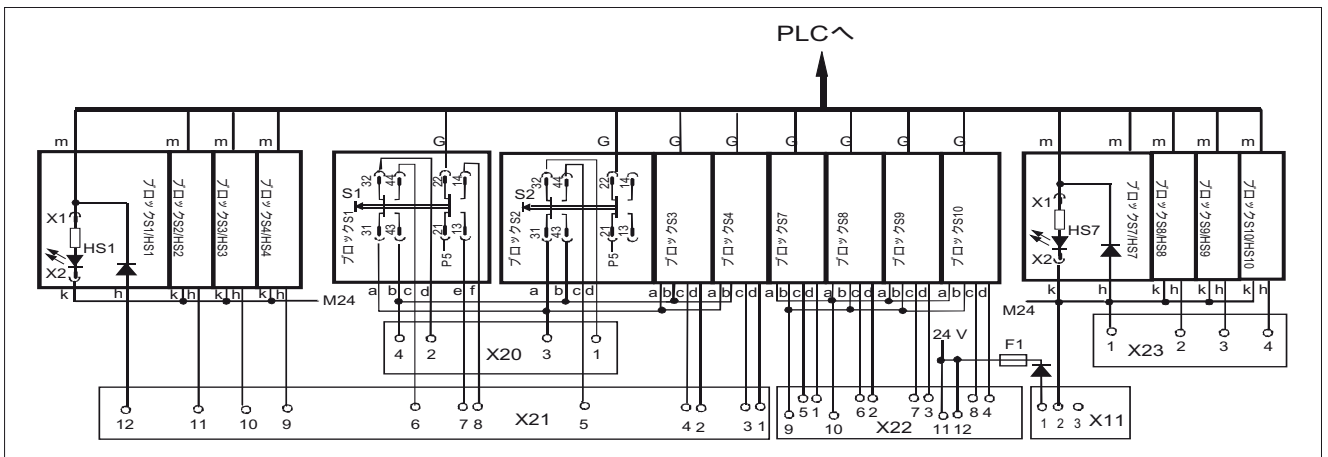 PLCへ
m m m m G G G G G G G G m m m m
ブロックS1/HS1
ブロックS2/HS2
ブロックS3/HS3
ブロックS4/HS4
X1
HS1
X2
k h k h k h k h
M24
ブロックS1
S1
32 44 22 14
31 43 21 13
P5
a b c d e f
ブロックS2
S2
32 44 22 14
31 43 21 13
P5
a b c d
ブロックS3
ブロックS4
ブロックS7
ブロックS8
ブロックS9
ブロックS10
a b c d a b c d a b c d a b c d a b c d a b c d
ブロックS7/HS7
ブロックS8/HS8
ブロックS9/HS9
ブロックS10/HS10
X1
HS7
X2
k h k h k h k h
M24
24 V
F1
4 2 X20 3 1
1 X23 2 3 4
12 11 10 9 6 7 8 X21 5 4 2 3 1
9 5 1 10 6 2 X22 7 3 11 12 8 4
1 2 3 X11